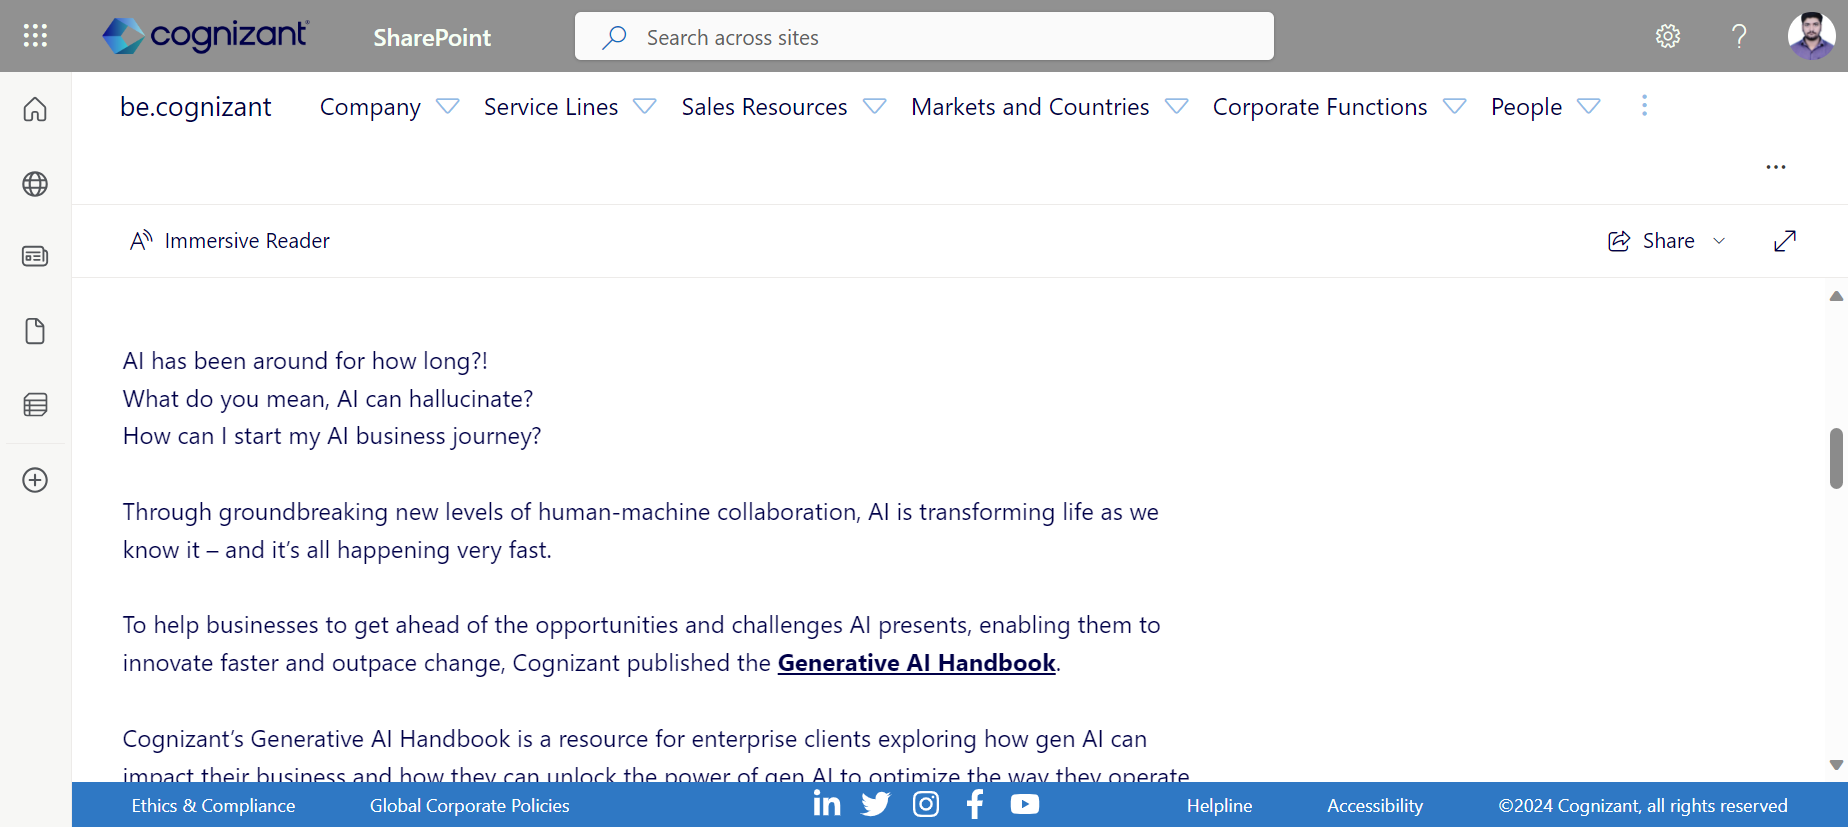 cognizant
SharePoint
Search across sites
be.cognizant
Company
Service Lines
Sales Resources
Markets and Countries
Corporate Functions
People
Immersive Reader
Share
AI has been around for how long?!
What do you mean, AI can hallucinate?
How can I start my AI business journey?
Through groundbreaking new levels of human-machine collaboration, AI is transforming life as we
know it – and it’s all happening very fast.
To help businesses to get ahead of the opportunities and challenges AI presents, enabling them to
innovate faster and outpace change, Cognizant published the Generative AI Handbook.
Cognizant’s Generative AI Handbook is a resource for enterprise clients exploring how gen AI can
impact their business and how they can unlock the power of gen AI to optimize the way they operate
Ethics & Compliance
Global Corporate Policies
Helpline
Accessibility
©2024 Cognizant, all rights reserved